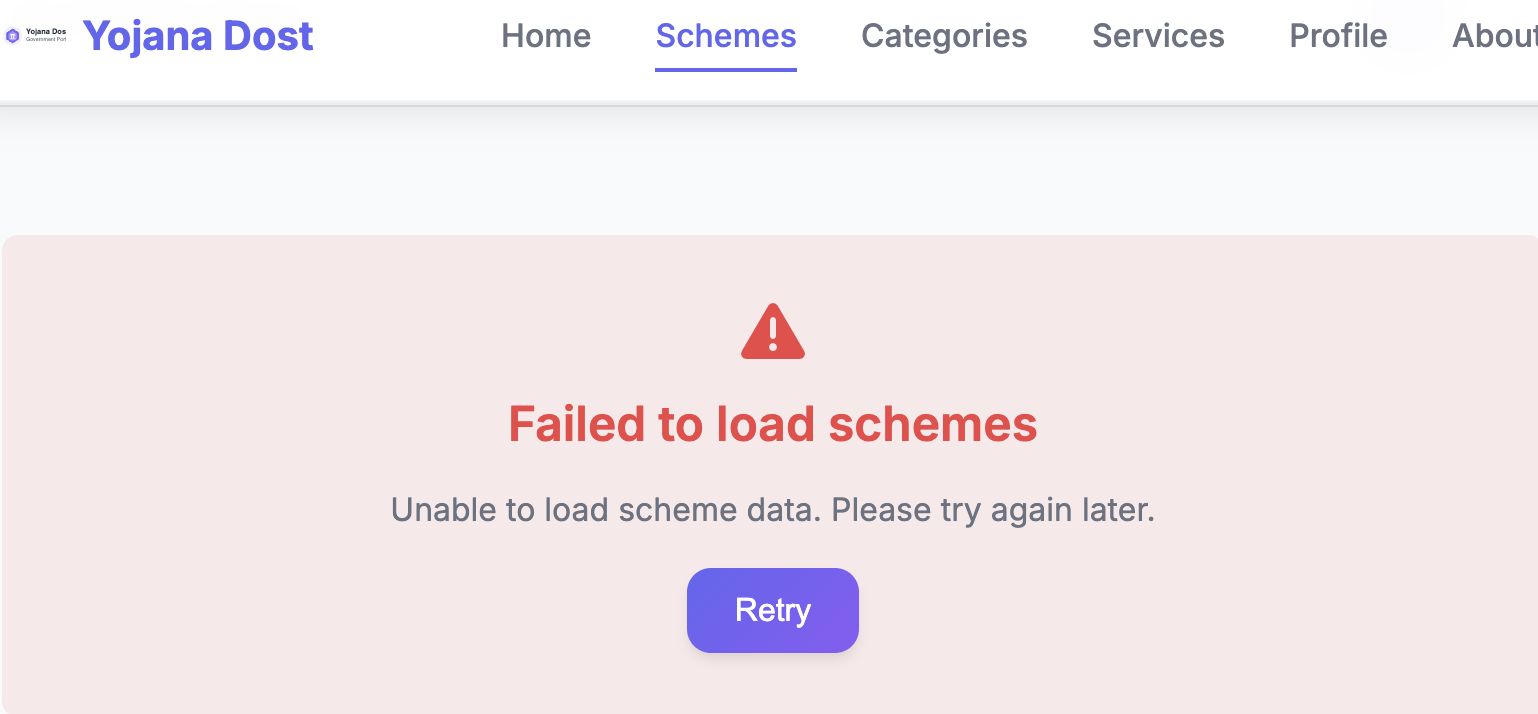 Yojana Dos
Government Port
Yojana Dost
Home Schemes Categories Services Profile About
Failed to load schemes
Unable to load scheme data. Please try again later.
Retry